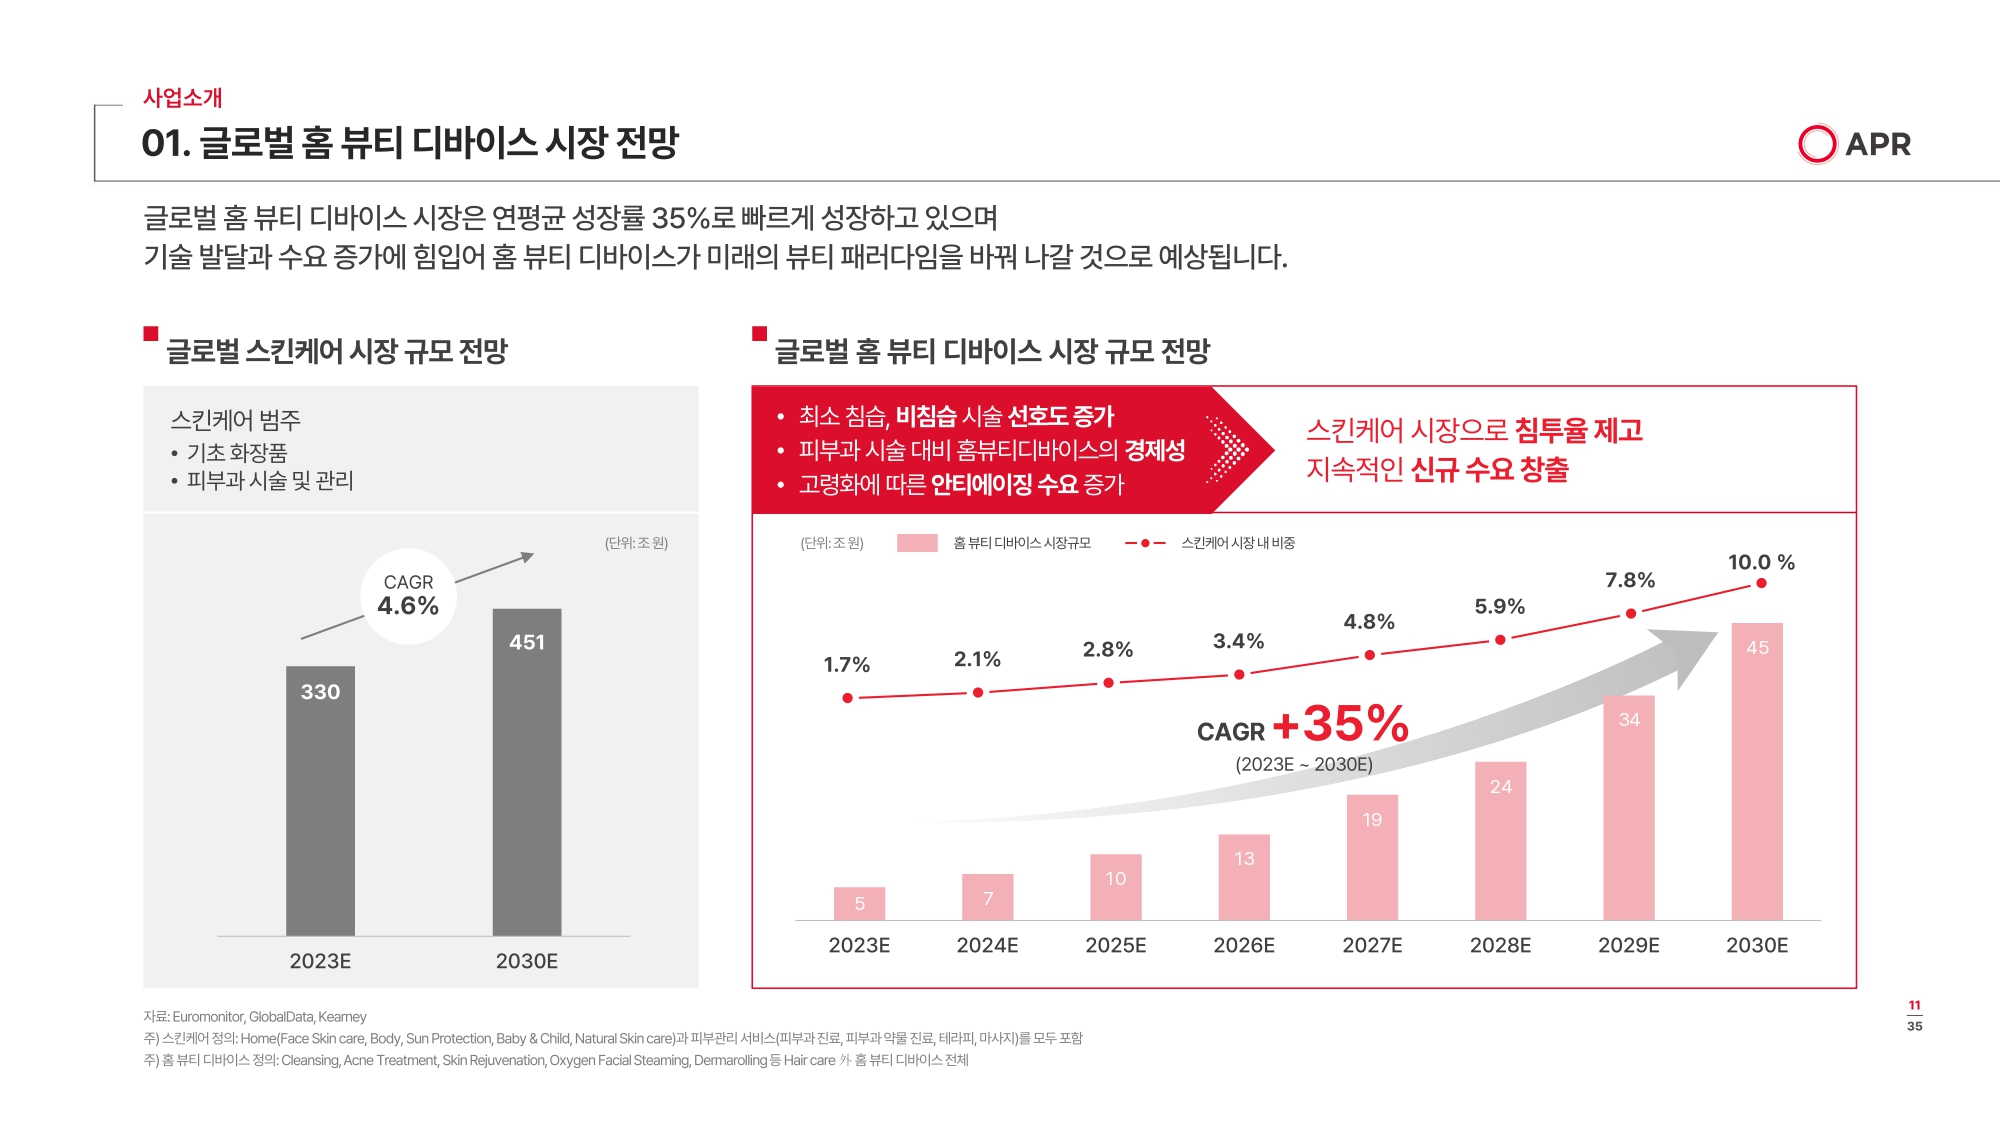 사업소개
01. 글로벌 홈 뷰티 디바이스 시장 전망
APR
글로벌 홈 뷰티 디바이스 시장은 연평균 성장률 35%로 빠르게 성장하고 있으며
기술 발달과 수요 증가에 힘입어 홈 뷰티 디바이스가 미래의 뷰티 패러다임을 바꿔 나갈 것으로 예상됩니다.
글로벌 스킨케어 시장 규모 전망
스킨케어 범주
• 기초 화장품
• 피부과 시술 및 관리
(단위: 조 원)
CAGR
4.6%
330
451
2023E
2030E
글로벌 홈 뷰티 디바이스 시장 규모 전망
• 최소 침습, 비침습 시술 선호도 증가
• 피부과 시술 대비 홈뷰티디바이스의 경제성
• 고령화에 따른 안티에이징 수요 증가
스킨케어 시장으로 침투율 제고
지속적인 신규 수요 창출
(단위: 조 원) 홈 뷰티 디바이스 시장규모 스킨케어 시장 내 비중
1.7% 2.1% 2.8% 3.4% 4.8% 5.9% 7.8% 10.0 %
CAGR +35%
(2023E ~ 2030E)
5 7 10 13 19 24 34 45
2023E 2024E 2025E 2026E 2027E 2028E 2029E 2030E
자료: Euromonitor, GlobalData, Kearney
주) 스킨케어 정의: Home(Face Skin care, Body, Sun Protection, Baby & Child, Natural Skin care)과 피부관리 서비스(피부과 진료, 피부과 약물 진료, 테라피, 마사지)를 모두 포함
주) 홈 뷰티 디바이스 정의: Cleansing, Acne Treatment, Skin Rejuvenation, Oxygen Facial Steaming, Dermarolling 등 Hair care 外 홈 뷰티 디바이스 전체
11
35